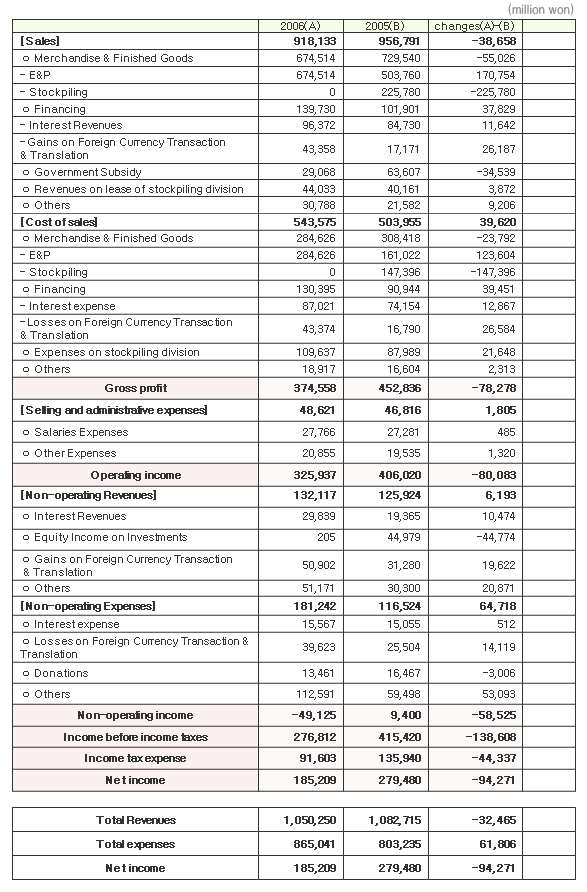 (million won)
2006(A) 2005(B) changes(A)-(B)
[Sales] 918,133 956,791 -38,658
ㅇ Merchandise & Finished Goods 674,514 729,540 -55,026
- E&P 674,514 503,760 170,754
- Stockpiling 0 225,780 -225,780
ㅇ Financing 139,730 101,901 37,829
- Interest Revenues 96,372 84,730 11,642
- Gains on Foreign Currency Transaction
& Translation 43,358 17,171 26,187
ㅇ Government Subsidy 29,068 63,607 -34,539
ㅇ Revenues on lease of stockpiling division 44,033 40,161 3,872
ㅇ Others 30,788 21,582 9,206
[Cost of sales] 543,575 503,955 39,620
ㅇ Merchandise & Finished Goods 284,626 308,418 -23,792
- E&P 284,626 161,022 123,604
- Stockpiling 0 147,396 -147,396
ㅇ Financing 130,395 90,944 39,451
- Interest expense 87,021 74,154 12,867
- Losses on Foreign Currency Transaction
& Translation 43,374 16,790 26,584
ㅇ Expenses on stockpiling division 109,637 87,989 21,648
ㅇ Others 18,917 16,604 2,313
Gross profit 374,558 452,836 -78,278
[Selling and administrative expenses] 48,621 46,816 1,805
ㅇ Salaries Expenses 27,766 27,281 485
ㅇ Other Expenses 20,855 19,535 1,320
Operating income 325,937 406,020 -80,083
[Non-operating Revenues] 132,117 125,924 6,193
ㅇ Interest Revenues 29,839 19,365 10,474
ㅇ Equity Income on Investments 205 44,979 -44,774
ㅇ Gains on Foreign Currency Transaction
& Translation 50,902 31,280 19,622
ㅇ Others 51,171 30,300 20,871
[Non-operating Expenses] 181,242 116,524 64,718
ㅇ Interest expense 15,567 15,055 512
ㅇ Losses on Foreign Currency Transaction &
Translation 39,623 25,504 14,119
ㅇ Donations 13,461 16,467 -3,006
ㅇ Others 112,591 59,498 53,093
Non-operating income -49,125 9,400 -58,525
Income before income taxes 276,812 415,420 -138,608
Income tax expense 91,603 135,940 -44,337
Net income 185,209 279,480 -94,271
Total Revenues 1,050,250 1,082,715 -32,465
Total expenses 865,041 803,235 61,806
Net income 185,209 279,480 -94,271